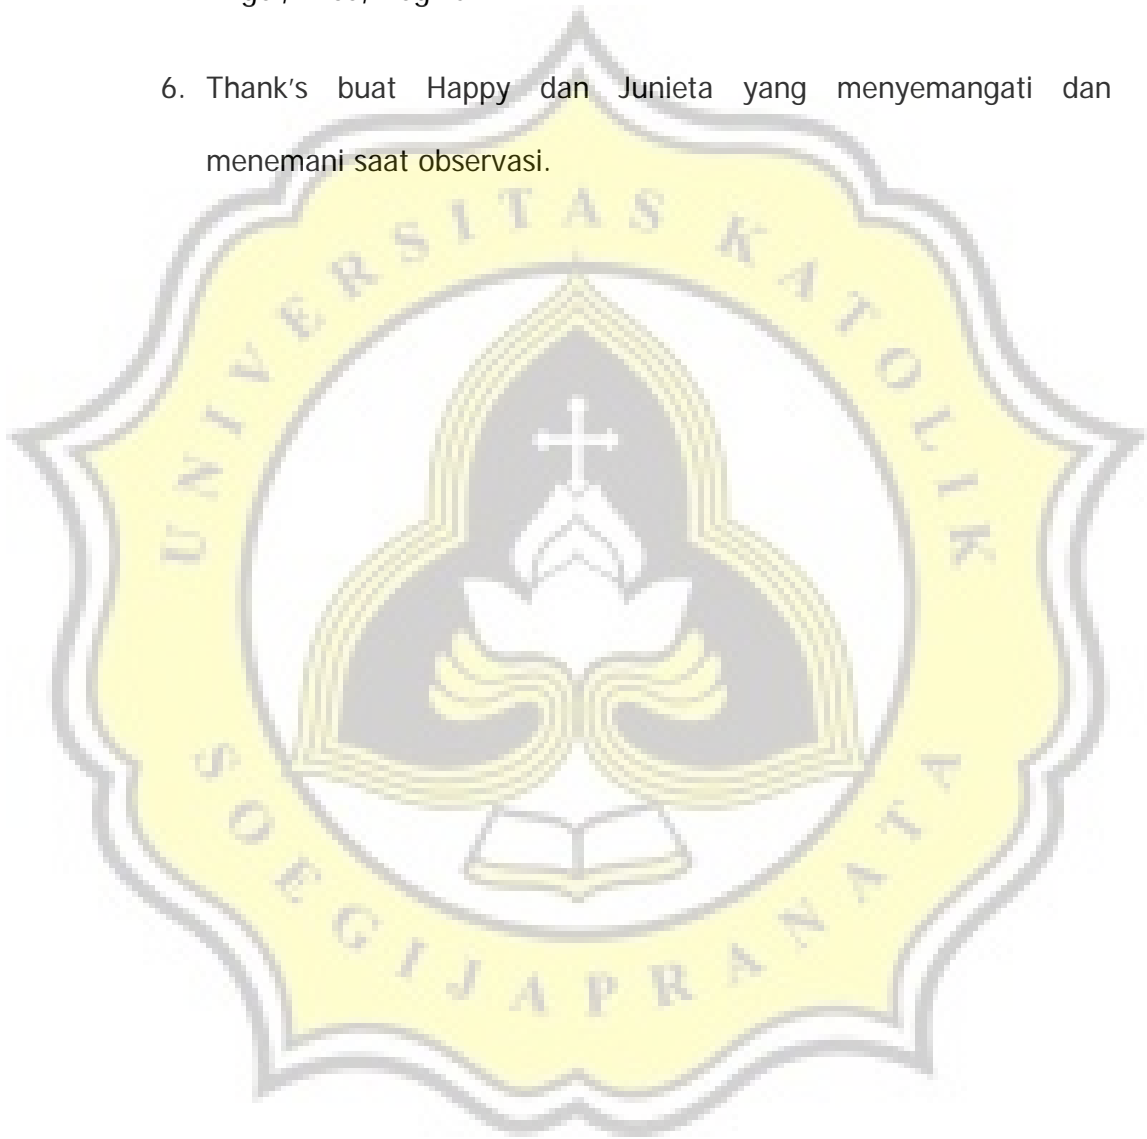 6. Thank's buat Happy dan Junieta yang menyemangati dan
menemani saat observasi.
UNIVERSITAS KATOLIK
SOEGIJAPRANATA